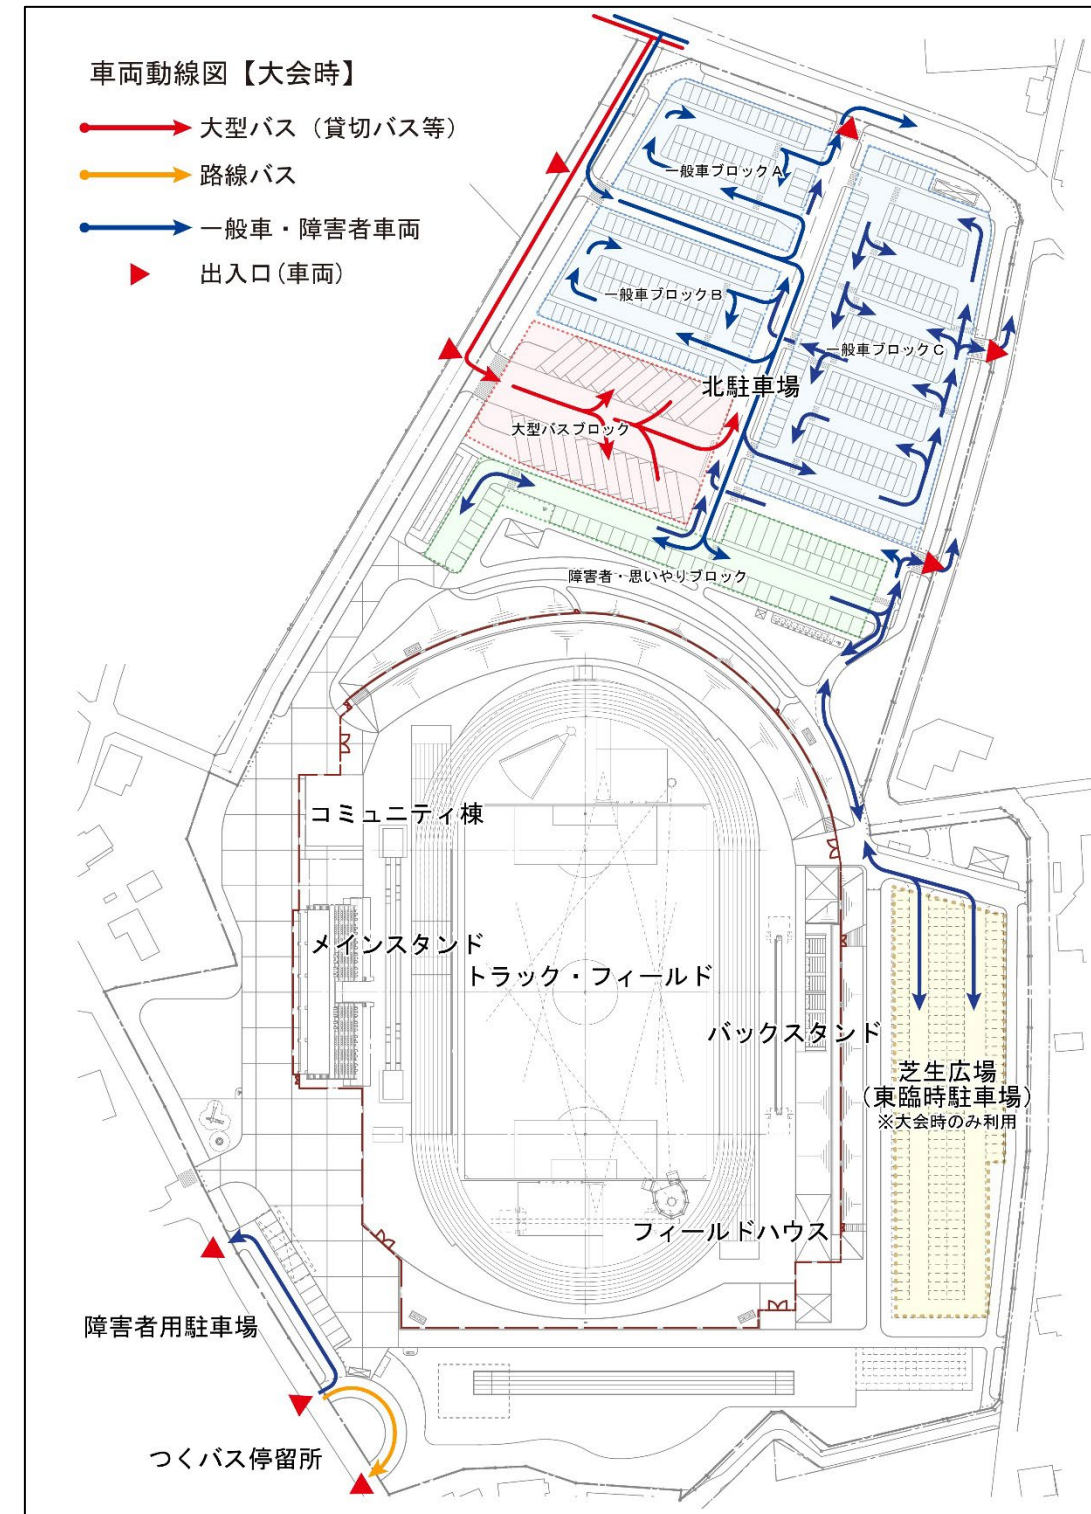 車両動線図【大会時】
大型バス（貸切バス等）
路線バス
一般車・障害者車両
出入口(車両)
一般車ブロックA
一般車ブロックB
一般車ブロックC
北駐車場
大型バスブロック
障害者・思いやりブロック
コミュニティ棟
メインスタンド
トラック・フィールド
バックスタンド
芝生広場
（東臨時駐車場）
※大会時のみ利用
フィールドハウス
障害者用駐車場
つくバス停留所